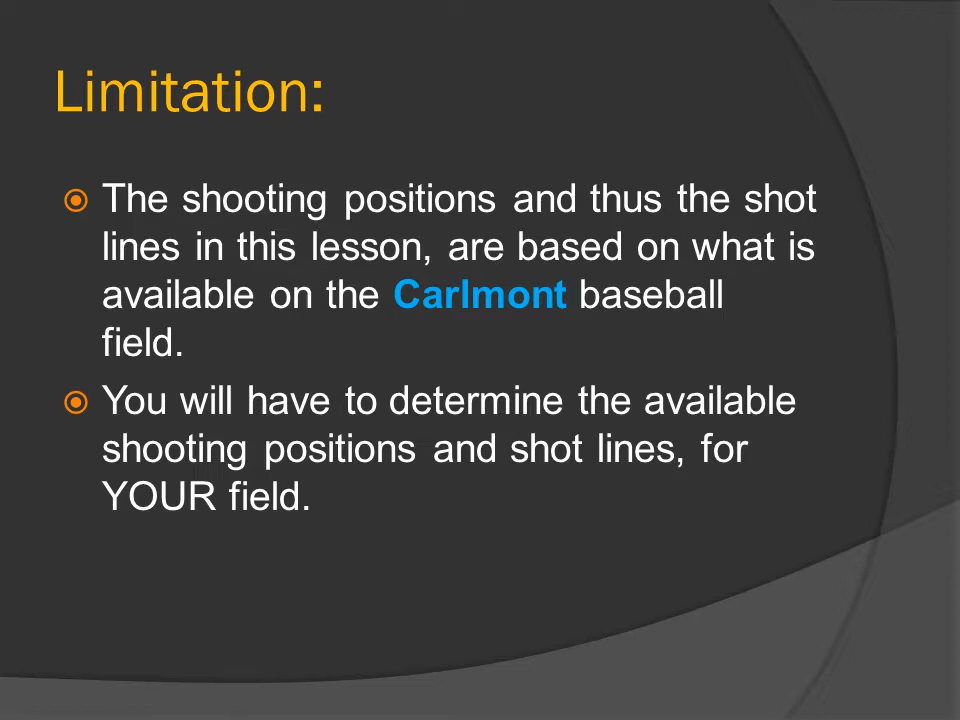 Limitation:
The shooting positions and thus the shot
lines in this lesson, are based on what is
available on the Carlmont baseball
field.
You will have to determine the available
shooting positions and shot lines, for
YOUR field.